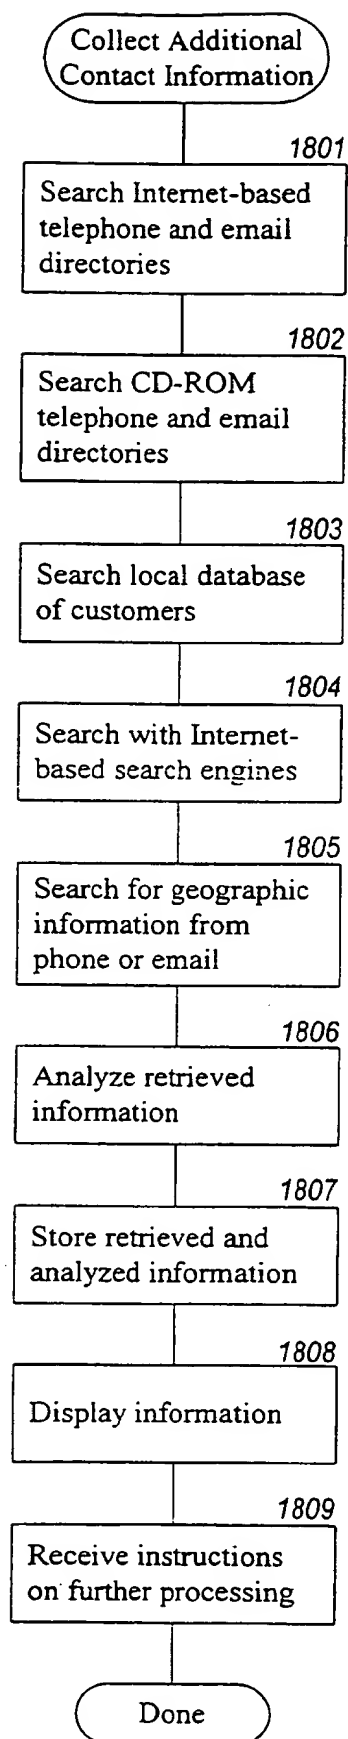 Collect Additional
Contact Information
1801
Search Internet-based
telephone and email
directories
1802
Search CD-ROM
telephone and email
directories
1803
Search local database
of customers
1804
Search with Internet-
based search engines
1805
Search for geographic
information from
phone or email
1806
Analyze retrieved
information
1807
Store retrieved and
analyzed information
1808
Display information
1809
Receive instructions
on further processing
Done